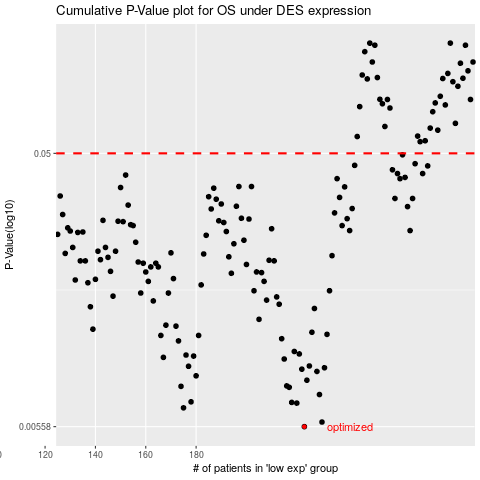 Cumulative P-Value plot for OS under DES expression
P-Value(log10)
0.05
0.00558
optimized
0
120
140
160
180
# of patients in 'low exp' group